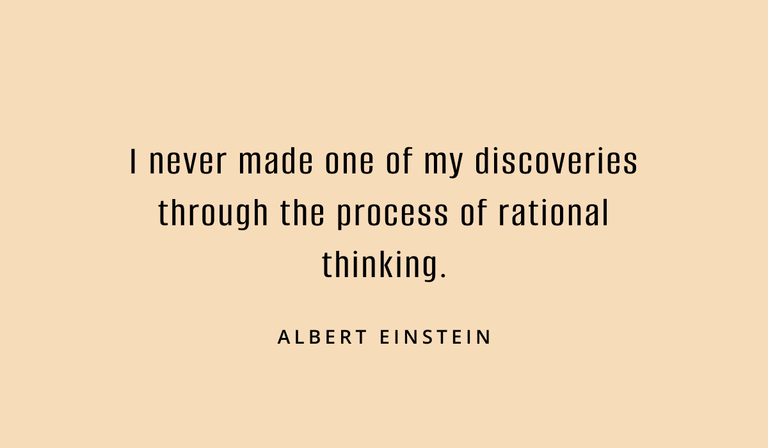 I never made one of my discoveries
through the process of rational
thinking.
ALBERT EINSTEIN